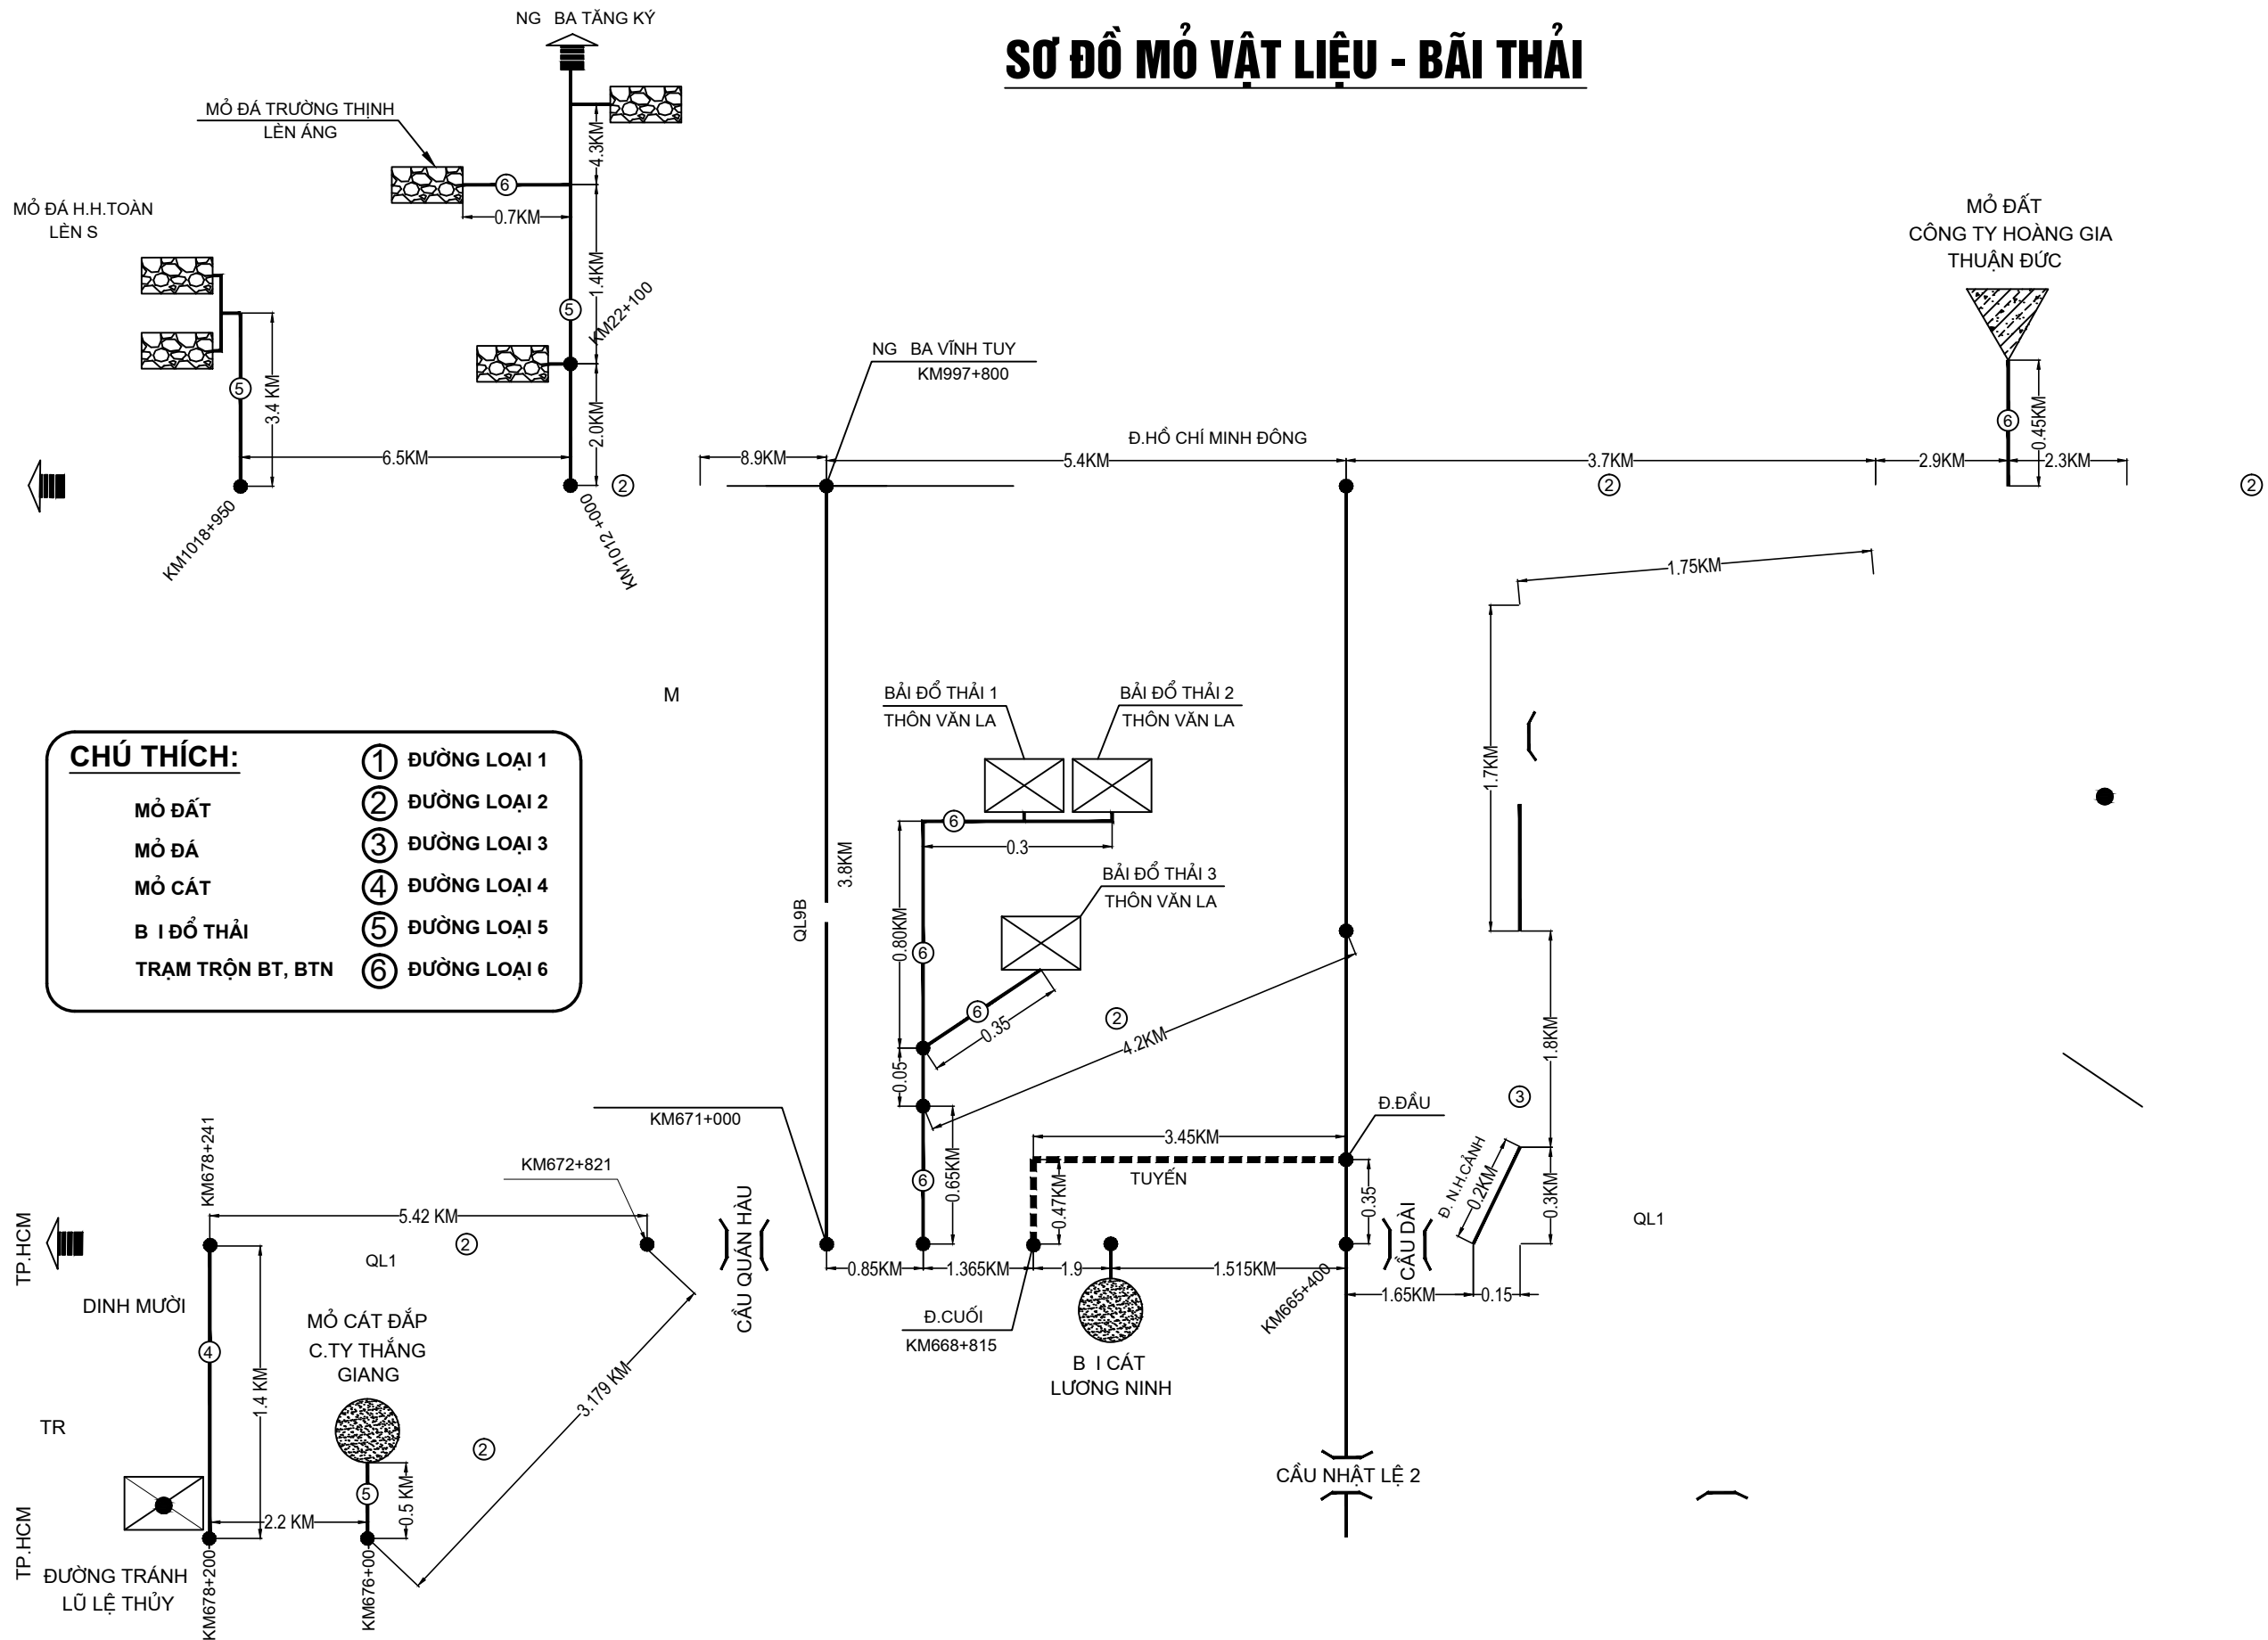 SƠ ĐỒ MỎ VẬT LIỆU - BÃI THẢI
NG BA TĂNG KÝ
MỎ ĐÁ TRƯỜNG THỊNH
LÈN ÁNG
4.3KM
6
0.7KM
MỎ ĐÁ H.H.TOÀN
LÈN S
1.4KM
5
KM22+100
5
3.4 KM
2.0KM
6.5KM
2
KM1018+950
KM1012+000
MỎ ĐẤT
CÔNG TY HOÀNG GIA
THUẬN ĐỨC
6
0.45KM
NG BA VĨNH TUY
KM997+800
Đ.HỒ CHÍ MINH ĐÔNG
8.9KM
5.4KM
3.7KM
2.9KM
2.3KM
2
2
1.75KM
1.7KM
M
BẢI ĐỔ THẢI 1
THÔN VĂN LA
BẢI ĐỔ THẢI 2
THÔN VĂN LA
6
0.3
BẢI ĐỔ THẢI 3
THÔN VĂN LA
3.8KM
QL9B
0.80KM
6
6
0.35
2
4.2KM
0.05
1.8KM
3
CHÚ THÍCH:
MỎ ĐẤT
MỎ ĐÁ
MỎ CÁT
B I ĐỔ THẢI
TRẠM TRỘN BT, BTN
1 ĐƯỜNG LOẠI 1
2 ĐƯỜNG LOẠI 2
3 ĐƯỜNG LOẠI 3
4 ĐƯỜNG LOẠI 4
5 ĐƯỜNG LOẠI 5
6 ĐƯỜNG LOẠI 6
KM671+000
Đ.ĐẦU
3.45KM
TUYẾN
0.47KM
0.35
6
0.65KM
Đ. N.H.CẢNH
0.2KM
0.3KM
QL1
KM678+241
KM672+821
5.42 KM
2
QL1
TP.HCM
CẦU QUÁN HÀU
CẦU DÀI
0.85KM
1.365KM
1.9
1.515KM
1.65KM
0.15
KM665+400
Đ.CUỐI
KM668+815
B I CÁT
LƯƠNG NINH
DINH MƯỜI
MỎ CÁT ĐẮP
C.TY THẮNG
GIANG
4
1.4 KM
3.179 KM
TR
2
5
0.5 KM
2.2 KM
CẦU NHẬT LỆ 2
TP.HCM
ĐƯỜNG TRÁNH
LŨ LỆ THỦY
KM678+200
KM676+00